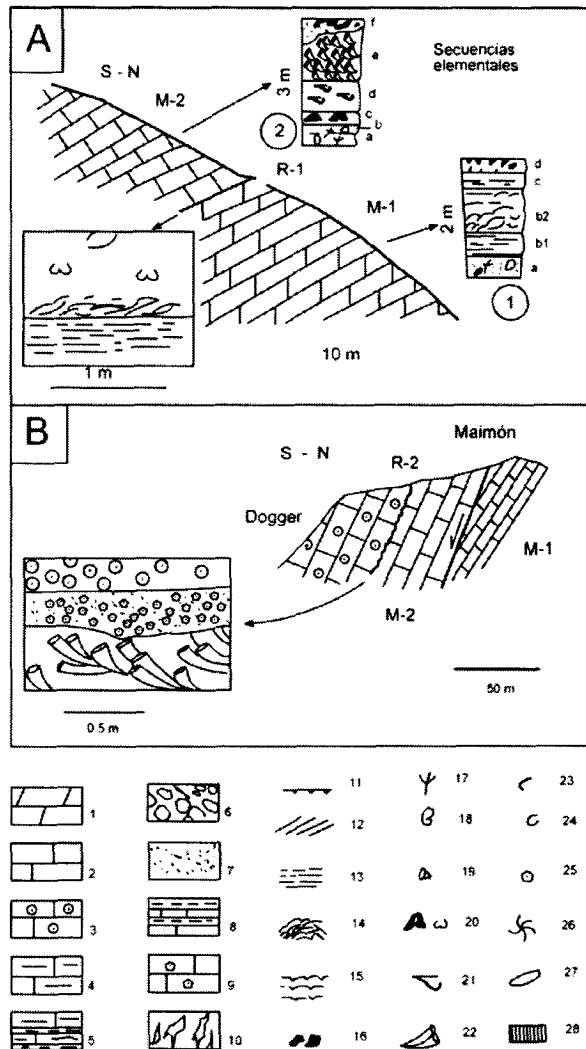 A
S - N
M-2
3 m
f
e
d
c
b
a
2
Secuencias
elementales
R-1
M-1
2 m
d
c
b2
b1
a
1
1 m
10 m
B
S - N
Maimón
R-2
Dogger
M-1
M-2
0.5 m
50 m
1 6 11 17 23
2 7 12 18 24
3 8 13 19 25
4 9 14 20 26
5 10 15 21 27
16 22 28